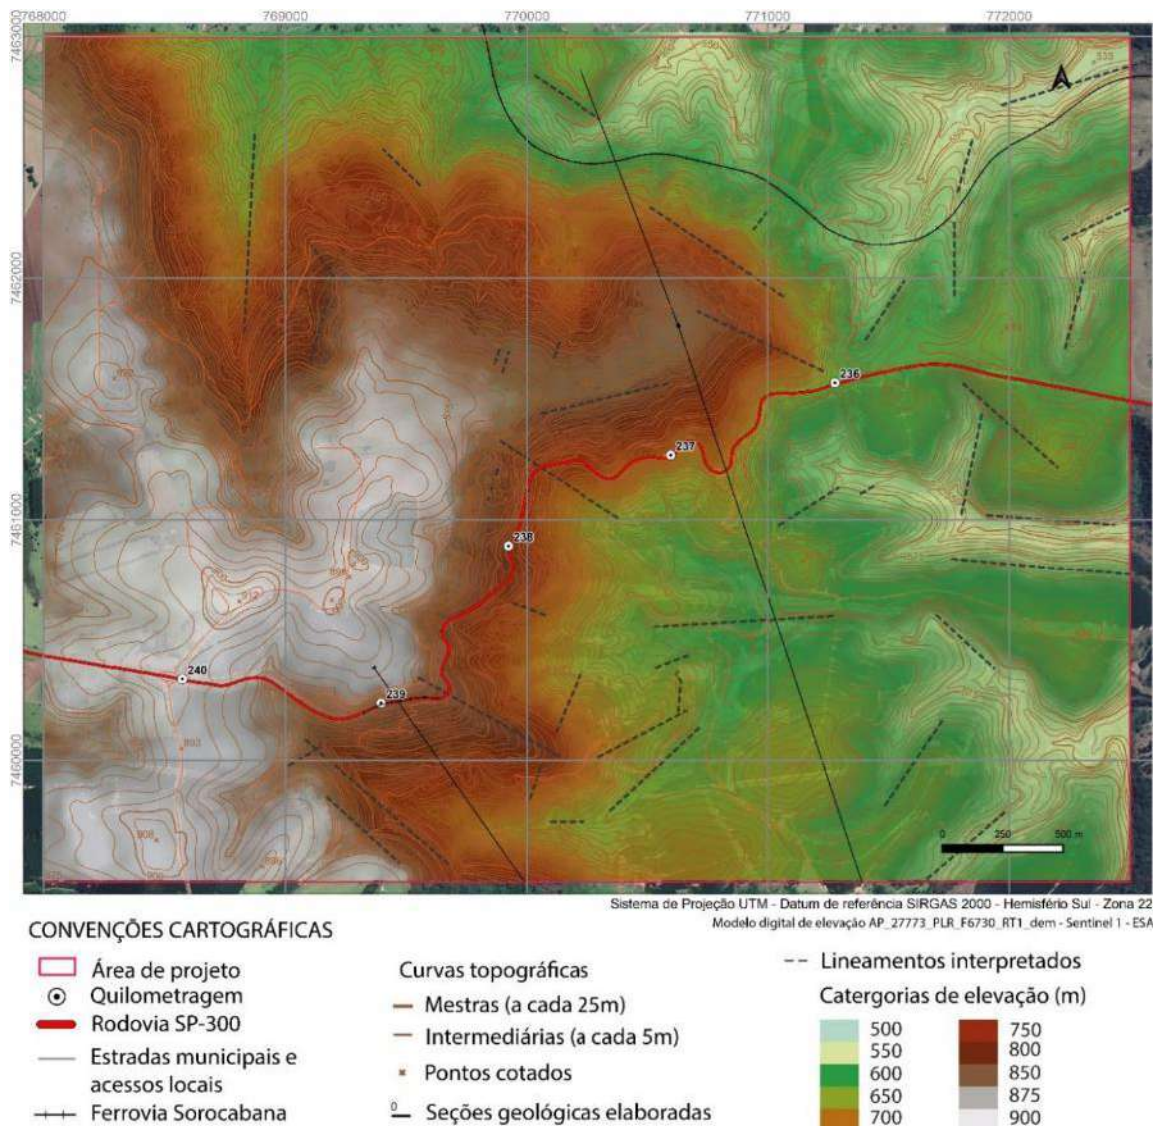 768000 769000 770000 771000 772000
7463000
7462000
7461000
7460000
236
237
238
240
239
893
908
0 250 500 m
Sistema de Projeção UTM - Datum de referência SIRGAS 2000 - Hemisfério Sul - Zona 22
Modelo digital de elevação AP_27773_PLR_F6730_RT1_dem - Sentinel 1 - ESA
CONVENÇÕES CARTOGRÁFICAS
Área de projeto
Quilometragem
Rodovia SP-300
Estradas municipais e
acessos locais
Ferrovia Sorocabana
Curvas topográficas
Mestras (a cada 25m)
Intermediárias (a cada 5m)
Pontos cotados
0 Seções geológicas elaboradas
Lineamentos interpretados
Catergorias de elevação (m)
500 750
550 800
600 850
650 875
700 900